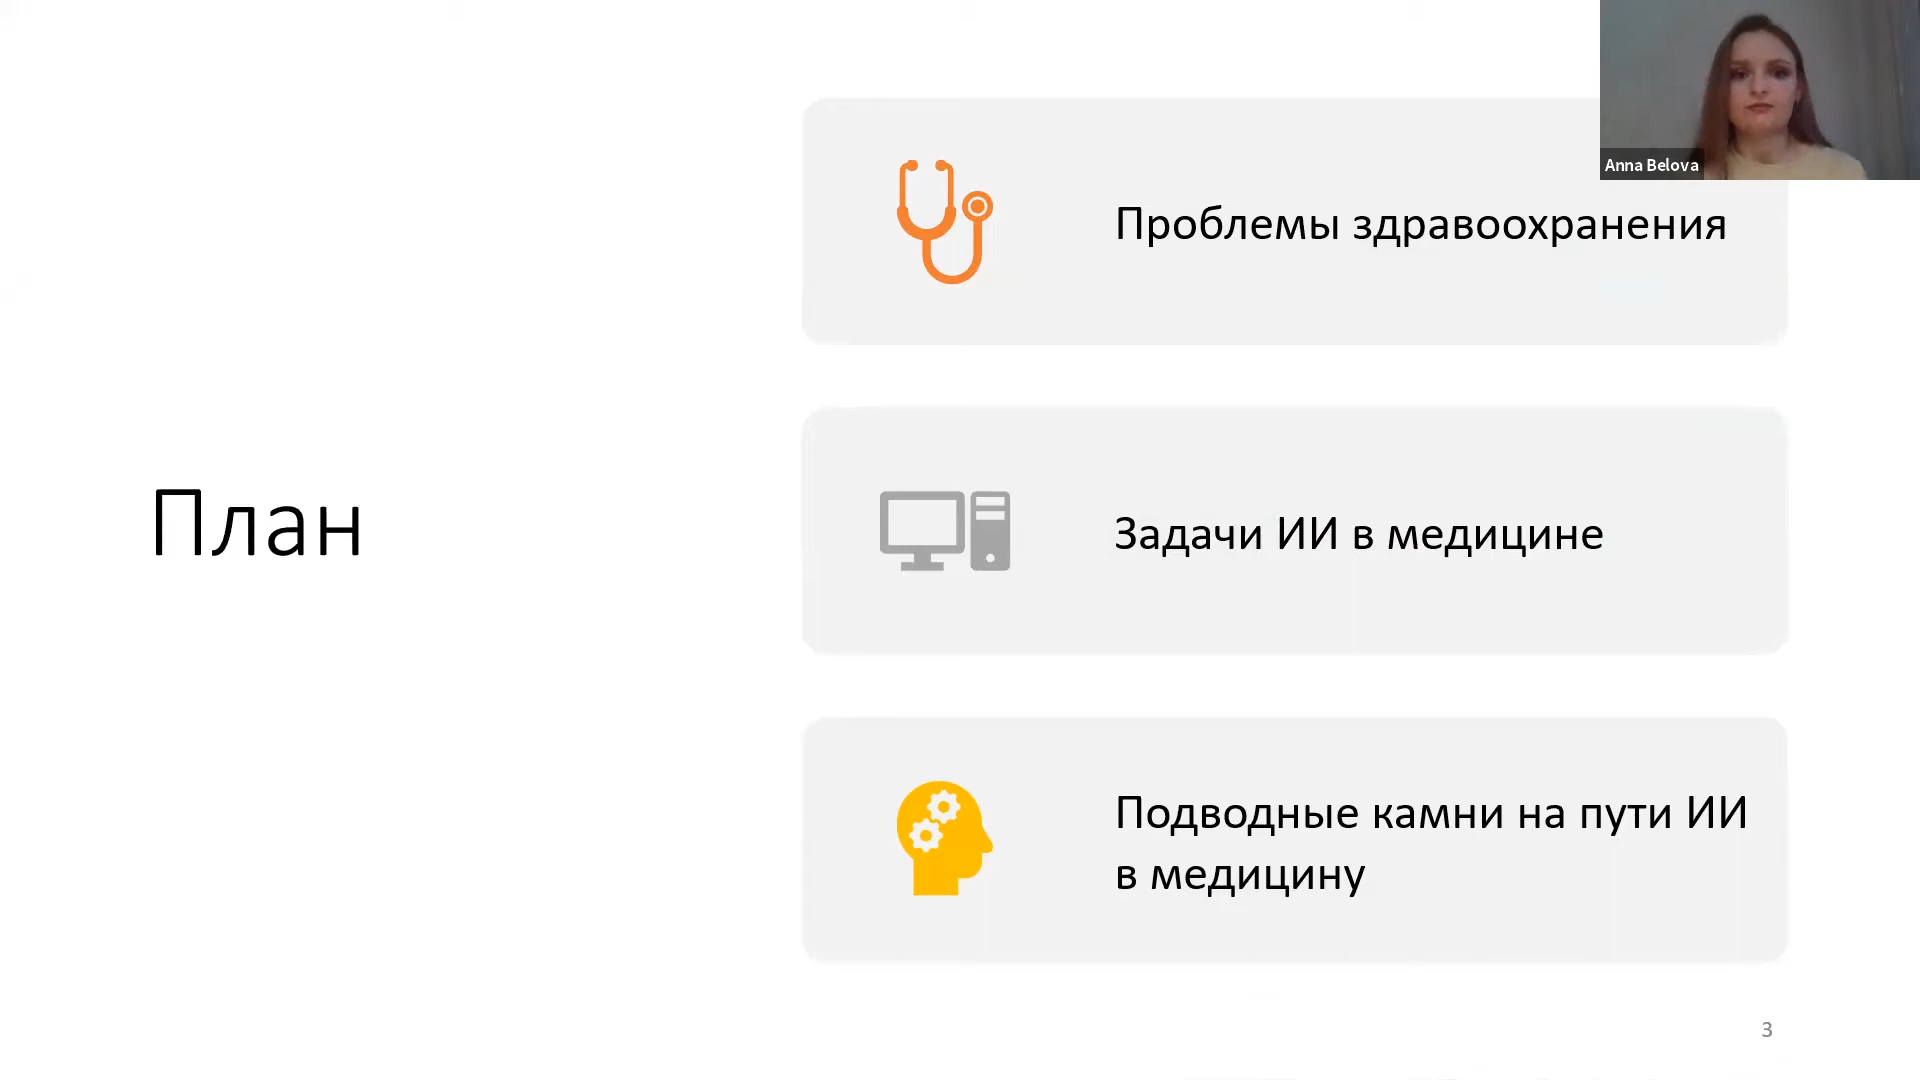 Anna Belova
Проблемы здравоохранения
План
Задачи ИИ в медицине
Подводные камни на пути ИИ
в медицину
3